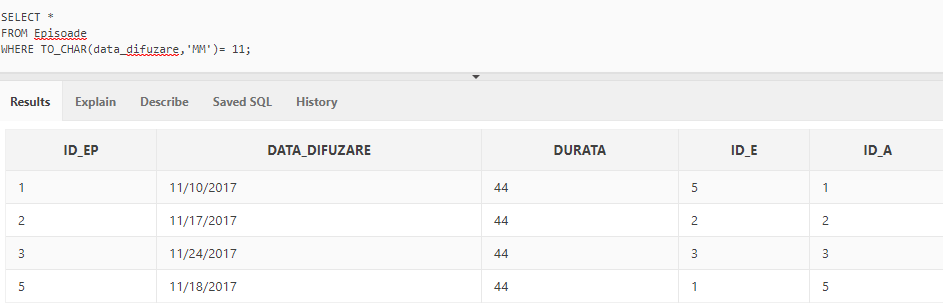 SELECT *
FROM Episoade
WHERE TO_CHAR(data_difuzare,'MM')= 11;
Results Explain Describe Saved SQL History
ID_EP DATA_DIFUZARE DURATA ID_E ID_A
1 11/10/2017 44 5 1
2 11/17/2017 44 2 2
3 11/24/2017 44 3 3
5 11/18/2017 44 1 5